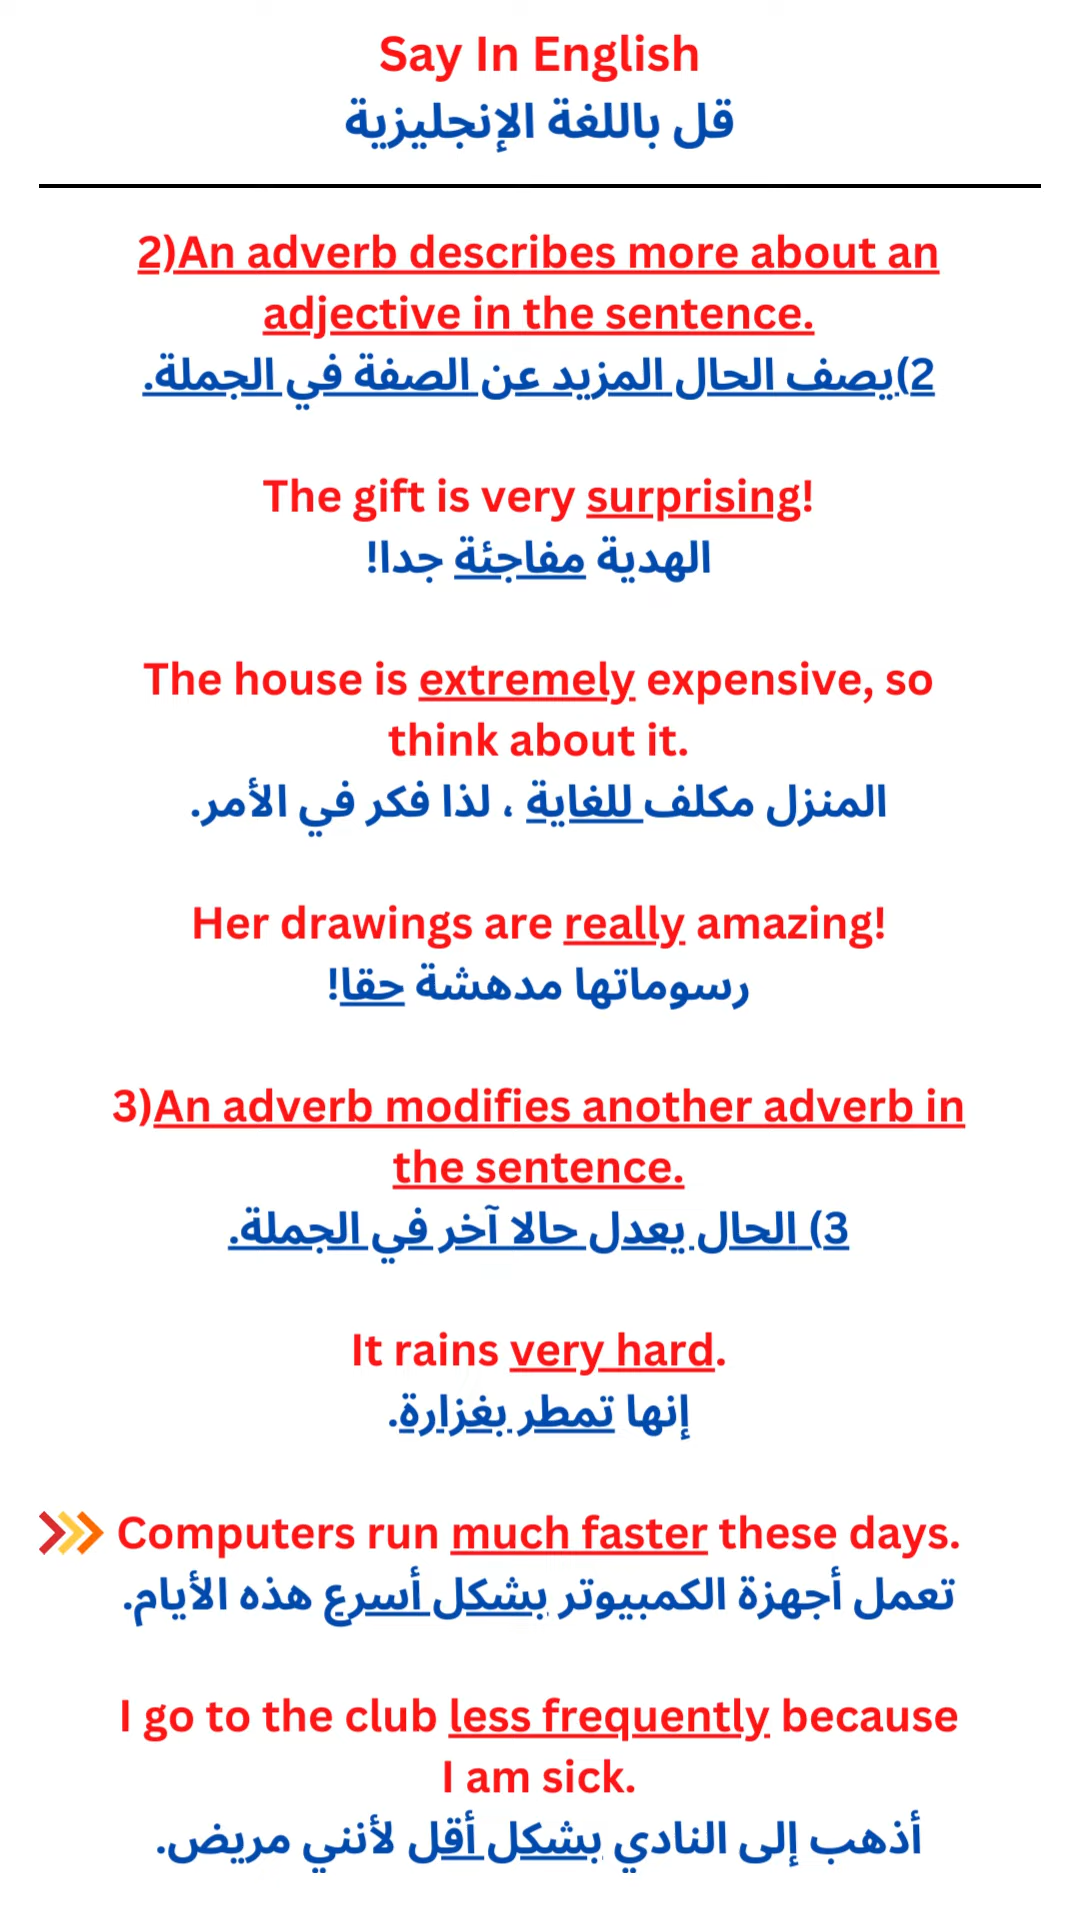 Say In English
قل باللغة الإنجليزية
2)An adverb describes more about an
adjective in the sentence.
2)يصف الحال المزيد عن الصفة في الجملة.
The gift is very surprising!
الهدية مفاجئة جدا!
The house is extremely expensive, so
think about it.
المنزل مكلف للغاية ، لذا فكر في الأمر.
Her drawings are really amazing!
رسوماتها مدهشة حقا!
3)An adverb modifies another adverb in
the sentence.
3) الحال يعدل حالا آخر في الجملة.
It rains very hard.
إنها تمطر بغزارة.
Computers run much faster these days.
تعمل أجهزة الكمبيوتر بشكل أسرع هذه الأيام.
I go to the club less frequently because
I am sick.
أذهب إلى النادي بشكل أقل لأنني مريض.